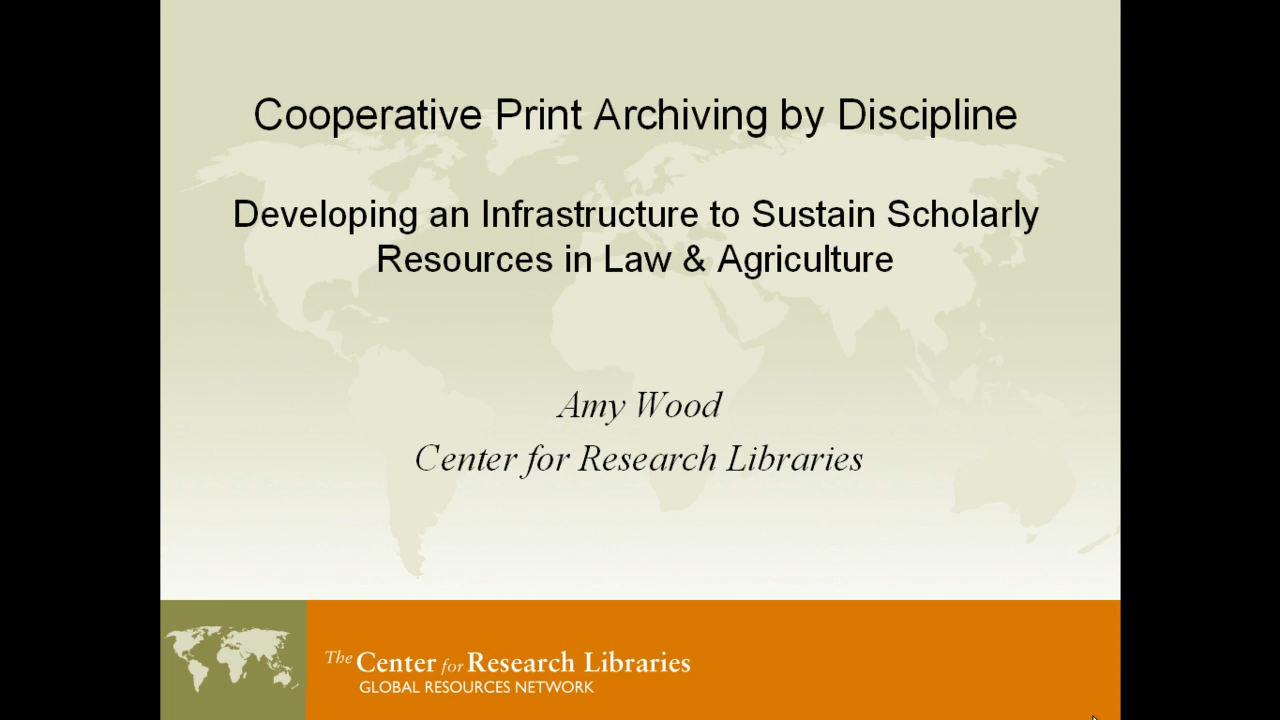 Cooperative Print Archiving by Discipline
Developing an Infrastructure to Sustain Scholarly
Resources in Law & Agriculture
Amy Wood
Center for Research Libraries
The Center for Research Libraries
GLOBAL RESOURCES NETWORK